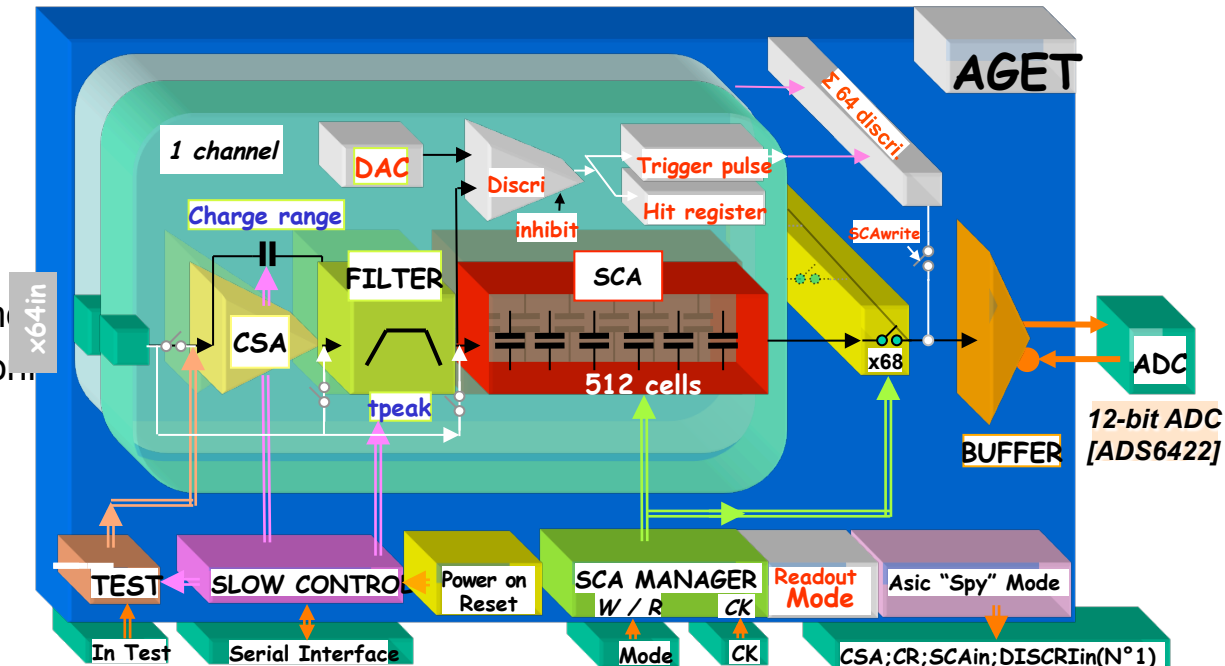 AGET
Σ 64 discri
1 channel
DAC
Discri
Trigger pulse
Hit register
inhibit
Charge range
SCAwrite
FILTER
SCA
x64in
CSA
512 cells
tpeak
x68
ADC
12-bit ADC
[ADS6422]
BUFFER
TEST
SLOW CONTROL
Power on
Reset
SCA MANAGER
W / R
CK
Readout
Mode
Asic “Spy” Mode
In Test
Serial Interface
Mode
CK
CSA;CR;SCAin;DISCRIin(N°1)